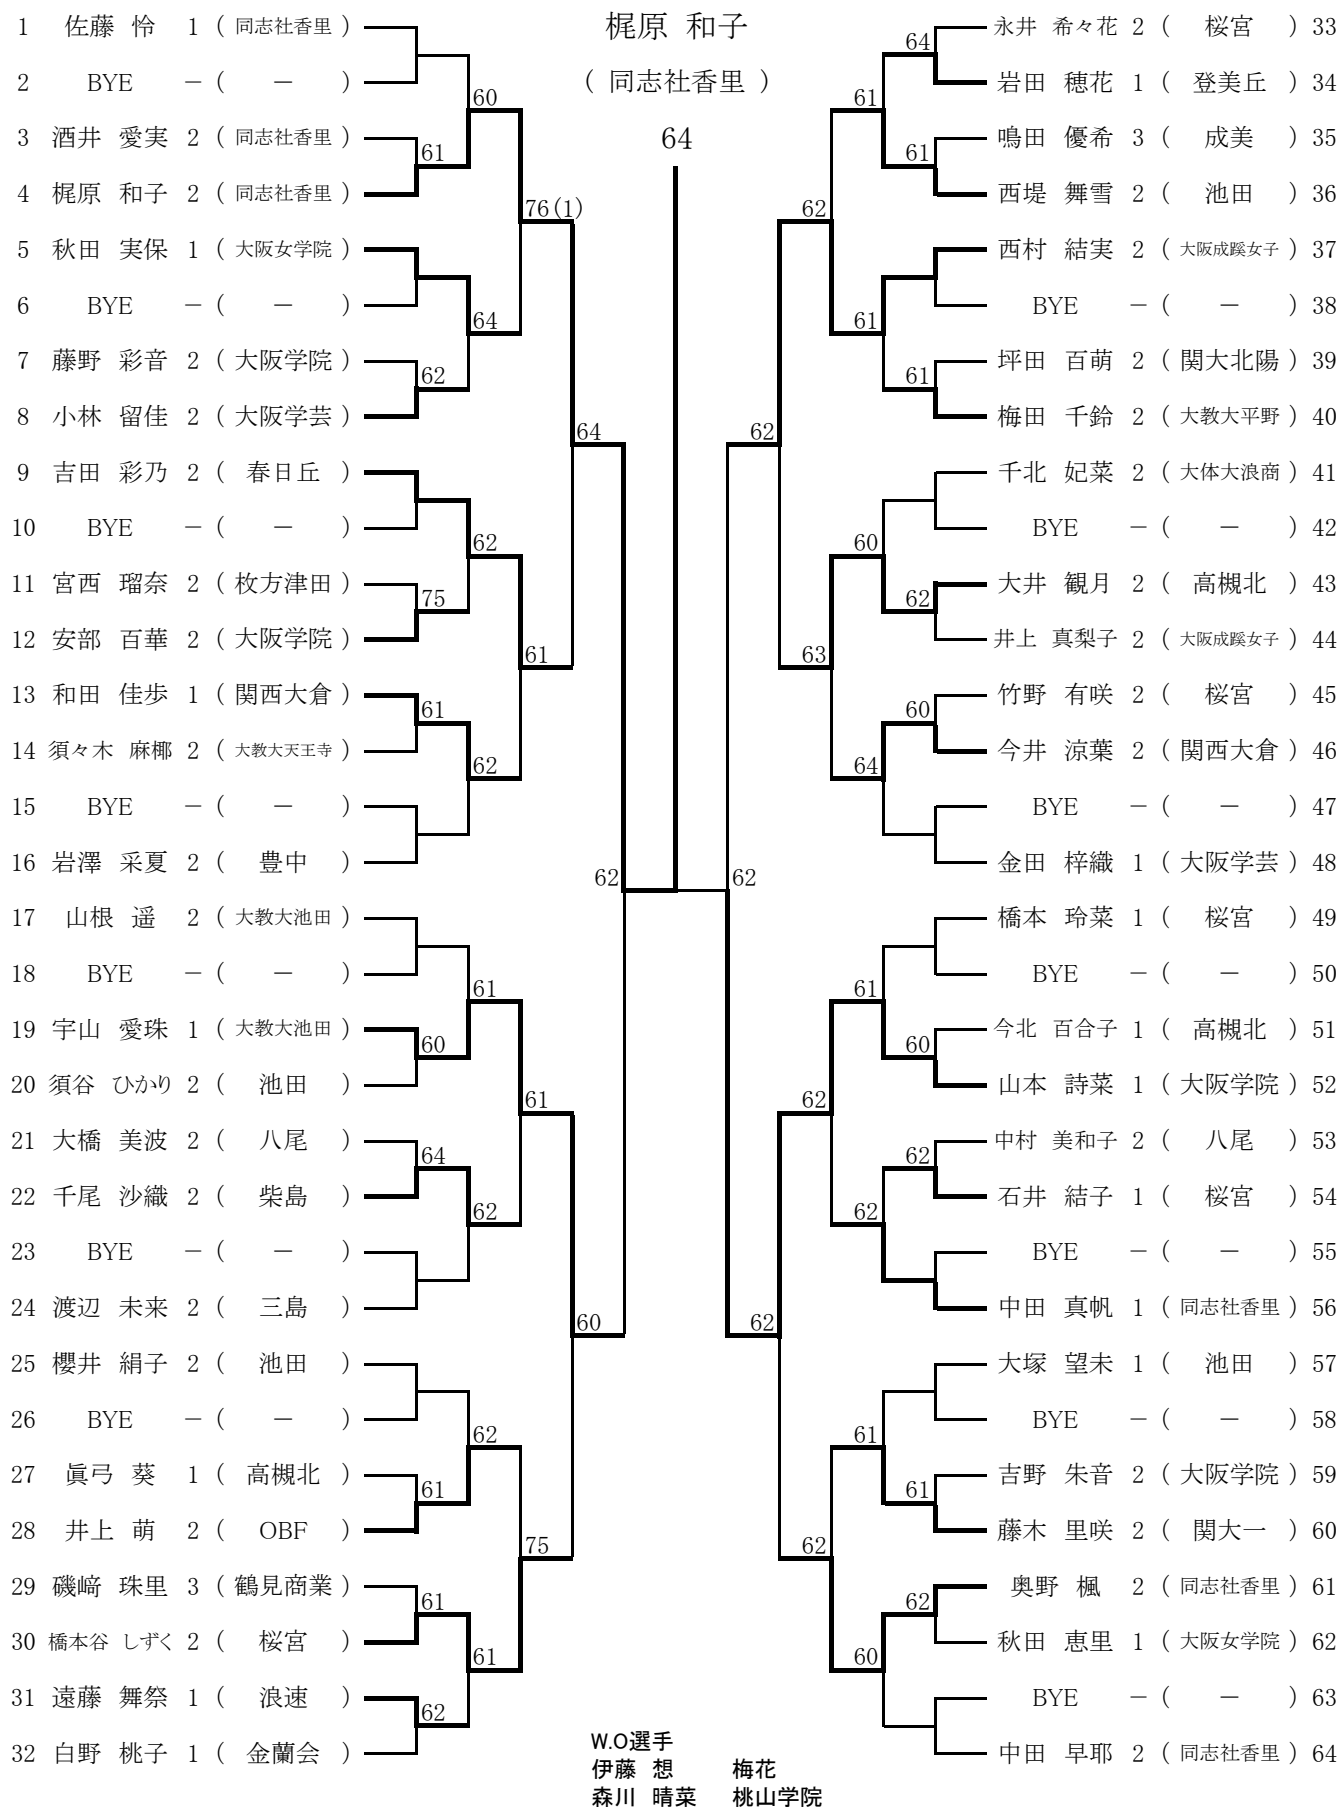 梶原 和子
( 同志社香里 )
64
1 佐藤 怜 1 ( 同志社香里 )
2 BYE － ( － )
3 酒井 愛実 2 ( 同志社香里 )
4 梶原 和子 2 ( 同志社香里 )
5 秋田 実保 1 ( 大阪女学院 )
6 BYE － ( － )
7 藤野 彩音 2 ( 大阪学院 )
8 小林 留佳 2 ( 大阪学芸 )
9 吉田 彩乃 2 ( 春日丘 )
10 BYE － ( － )
11 宮西 瑠奈 2 ( 枚方津田 )
12 安部 百華 2 ( 大阪学院 )
13 和田 佳歩 1 ( 関西大倉 )
14 須々木 麻椰 2 ( 大教大天王寺 )
15 BYE － ( － )
16 岩澤 采夏 2 ( 豊中 )
17 山根 遥 2 ( 大教大池田 )
18 BYE － ( － )
19 宇山 愛珠 1 ( 大教大池田 )
20 須谷 ひかり 2 ( 池田 )
21 大橋 美波 2 ( 八尾 )
22 千尾 沙織 2 ( 柴島 )
23 BYE － ( － )
24 渡辺 未来 2 ( 三島 )
25 櫻井 絹子 2 ( 池田 )
26 BYE － ( － )
27 眞弓 葵 1 ( 高槻北 )
28 井上 萌 2 ( OBF )
29 磯﨑 珠里 3 ( 鶴見商業 )
30 橋本谷 しずく 2 ( 桜宮 )
31 遠藤 舞祭 1 ( 浪速 )
32 白野 桃子 1 ( 金蘭会 )
61
62
75
61
60
64
61
61
62
60
64
62
62
61
62
62
61
76(1)
61
61
75
64
60
62
62
62
62
62
63
62
62
61
61
60
64
61
62
61
60
64
61
61
62
60
60
62
61
62
永井 希々花 2 ( 桜宮 ) 33
岩田 穂花 1 ( 登美丘 ) 34
鳴田 優希 3 ( 成美 ) 35
西堤 舞雪 2 ( 池田 ) 36
西村 結実 2 ( 大阪成蹊女子 ) 37
BYE － ( － ) 38
坪田 百萌 2 ( 関大北陽 ) 39
梅田 千鈴 2 ( 大教大平野 ) 40
千北 妃菜 2 ( 大体大浪商 ) 41
BYE － ( － ) 42
大井 観月 2 ( 高槻北 ) 43
井上 真梨子 2 ( 大阪成蹊女子 ) 44
竹野 有咲 2 ( 桜宮 ) 45
今井 涼葉 2 ( 関西大倉 ) 46
BYE － ( － ) 47
金田 梓織 1 ( 大阪学芸 ) 48
橋本 玲菜 1 ( 桜宮 ) 49
BYE － ( － ) 50
今北 百合子 1 ( 高槻北 ) 51
山本 詩菜 1 ( 大阪学院 ) 52
中村 美和子 2 ( 八尾 ) 53
石井 結子 1 ( 桜宮 ) 54
BYE － ( － ) 55
中田 真帆 1 ( 同志社香里 ) 56
大塚 望未 1 ( 池田 ) 57
BYE － ( － ) 58
吉野 朱音 2 ( 大阪学院 ) 59
藤木 里咲 2 ( 関大一 ) 60
奥野 楓 2 ( 同志社香里 ) 61
秋田 恵里 1 ( 大阪女学院 ) 62
BYE － ( － ) 63
中田 早耶 2 ( 同志社香里 ) 64
W.O選手
伊藤 想 梅花
森川 晴菜 桃山学院